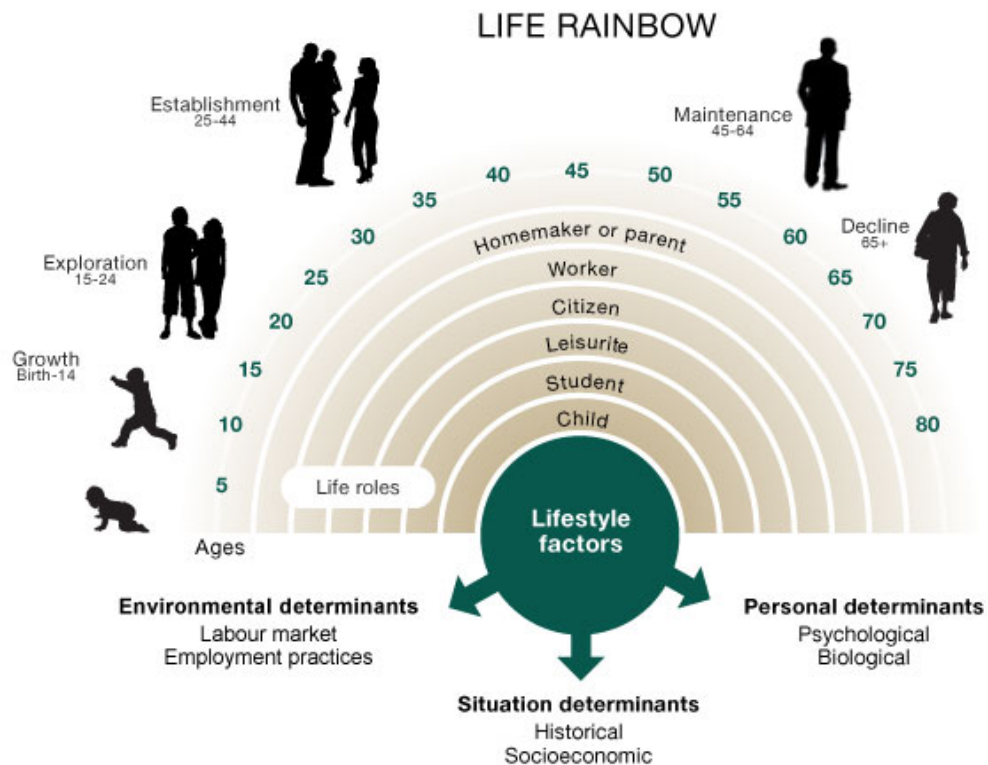 LIFE RAINBOW
Establishment
25-44
Maintenance
45-64
Exploration
15-24
Decline
65+
Growth
Birth-14
5
10
15
20
25
30
35
40
45
50
55
60
65
70
75
80
Homemaker or parent
Worker
Citizen
Leisurite
Student
Child
Life roles
Lifestyle
factors
Ages
Environmental determinants
Labour market
Employment practices
Personal determinants
Psychological
Biological
Situation determinants
Historical
Socioeconomic